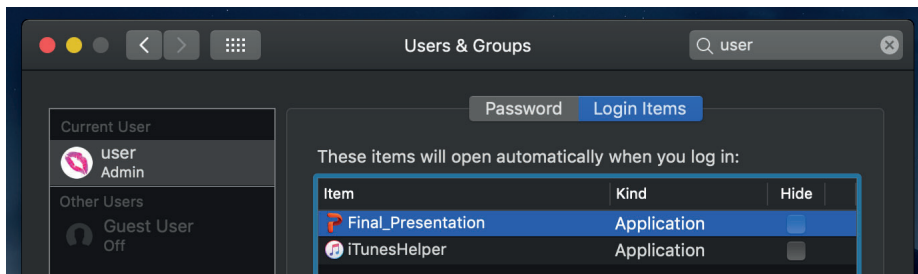 Users & Groups
user
Password Login Items
Current User
user
Admin
Other Users
Guest User
Off
These items will open automatically when you log in:
Item Kind Hide
Final_Presentation Application
iTunesHelper Application